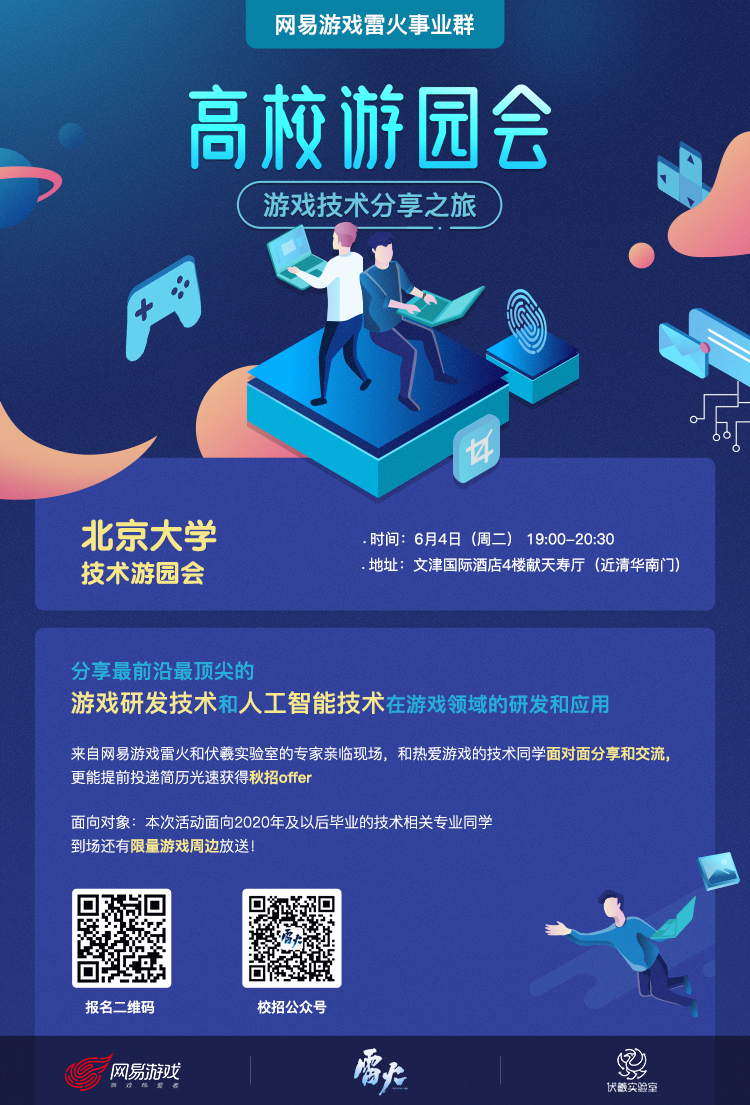 网易游戏雷火事业群
高校游园会
游戏技术分享之旅
北京大学
技术游园会
. 时间：6月4日（周二） 19:00-20:30
. 地址：文津国际酒店4楼献天寿厅（近清华南门）
分享最前沿最顶尖的
游戏研发技术和人工智能技术在游戏领域的研发和应用
来自网易游戏雷火和伏羲实验室的专家亲临现场，和热爱游戏的技术同学面对面分享和交流，
更能提前投递简历光速获得秋招offer
面向对象：本次活动面向2020年及以后毕业的技术相关专业同学
到场还有限量游戏周边放送！
雷火
报名二维码
校招公众号
网易游戏
游戏热爱者
雷火
伏羲实验室